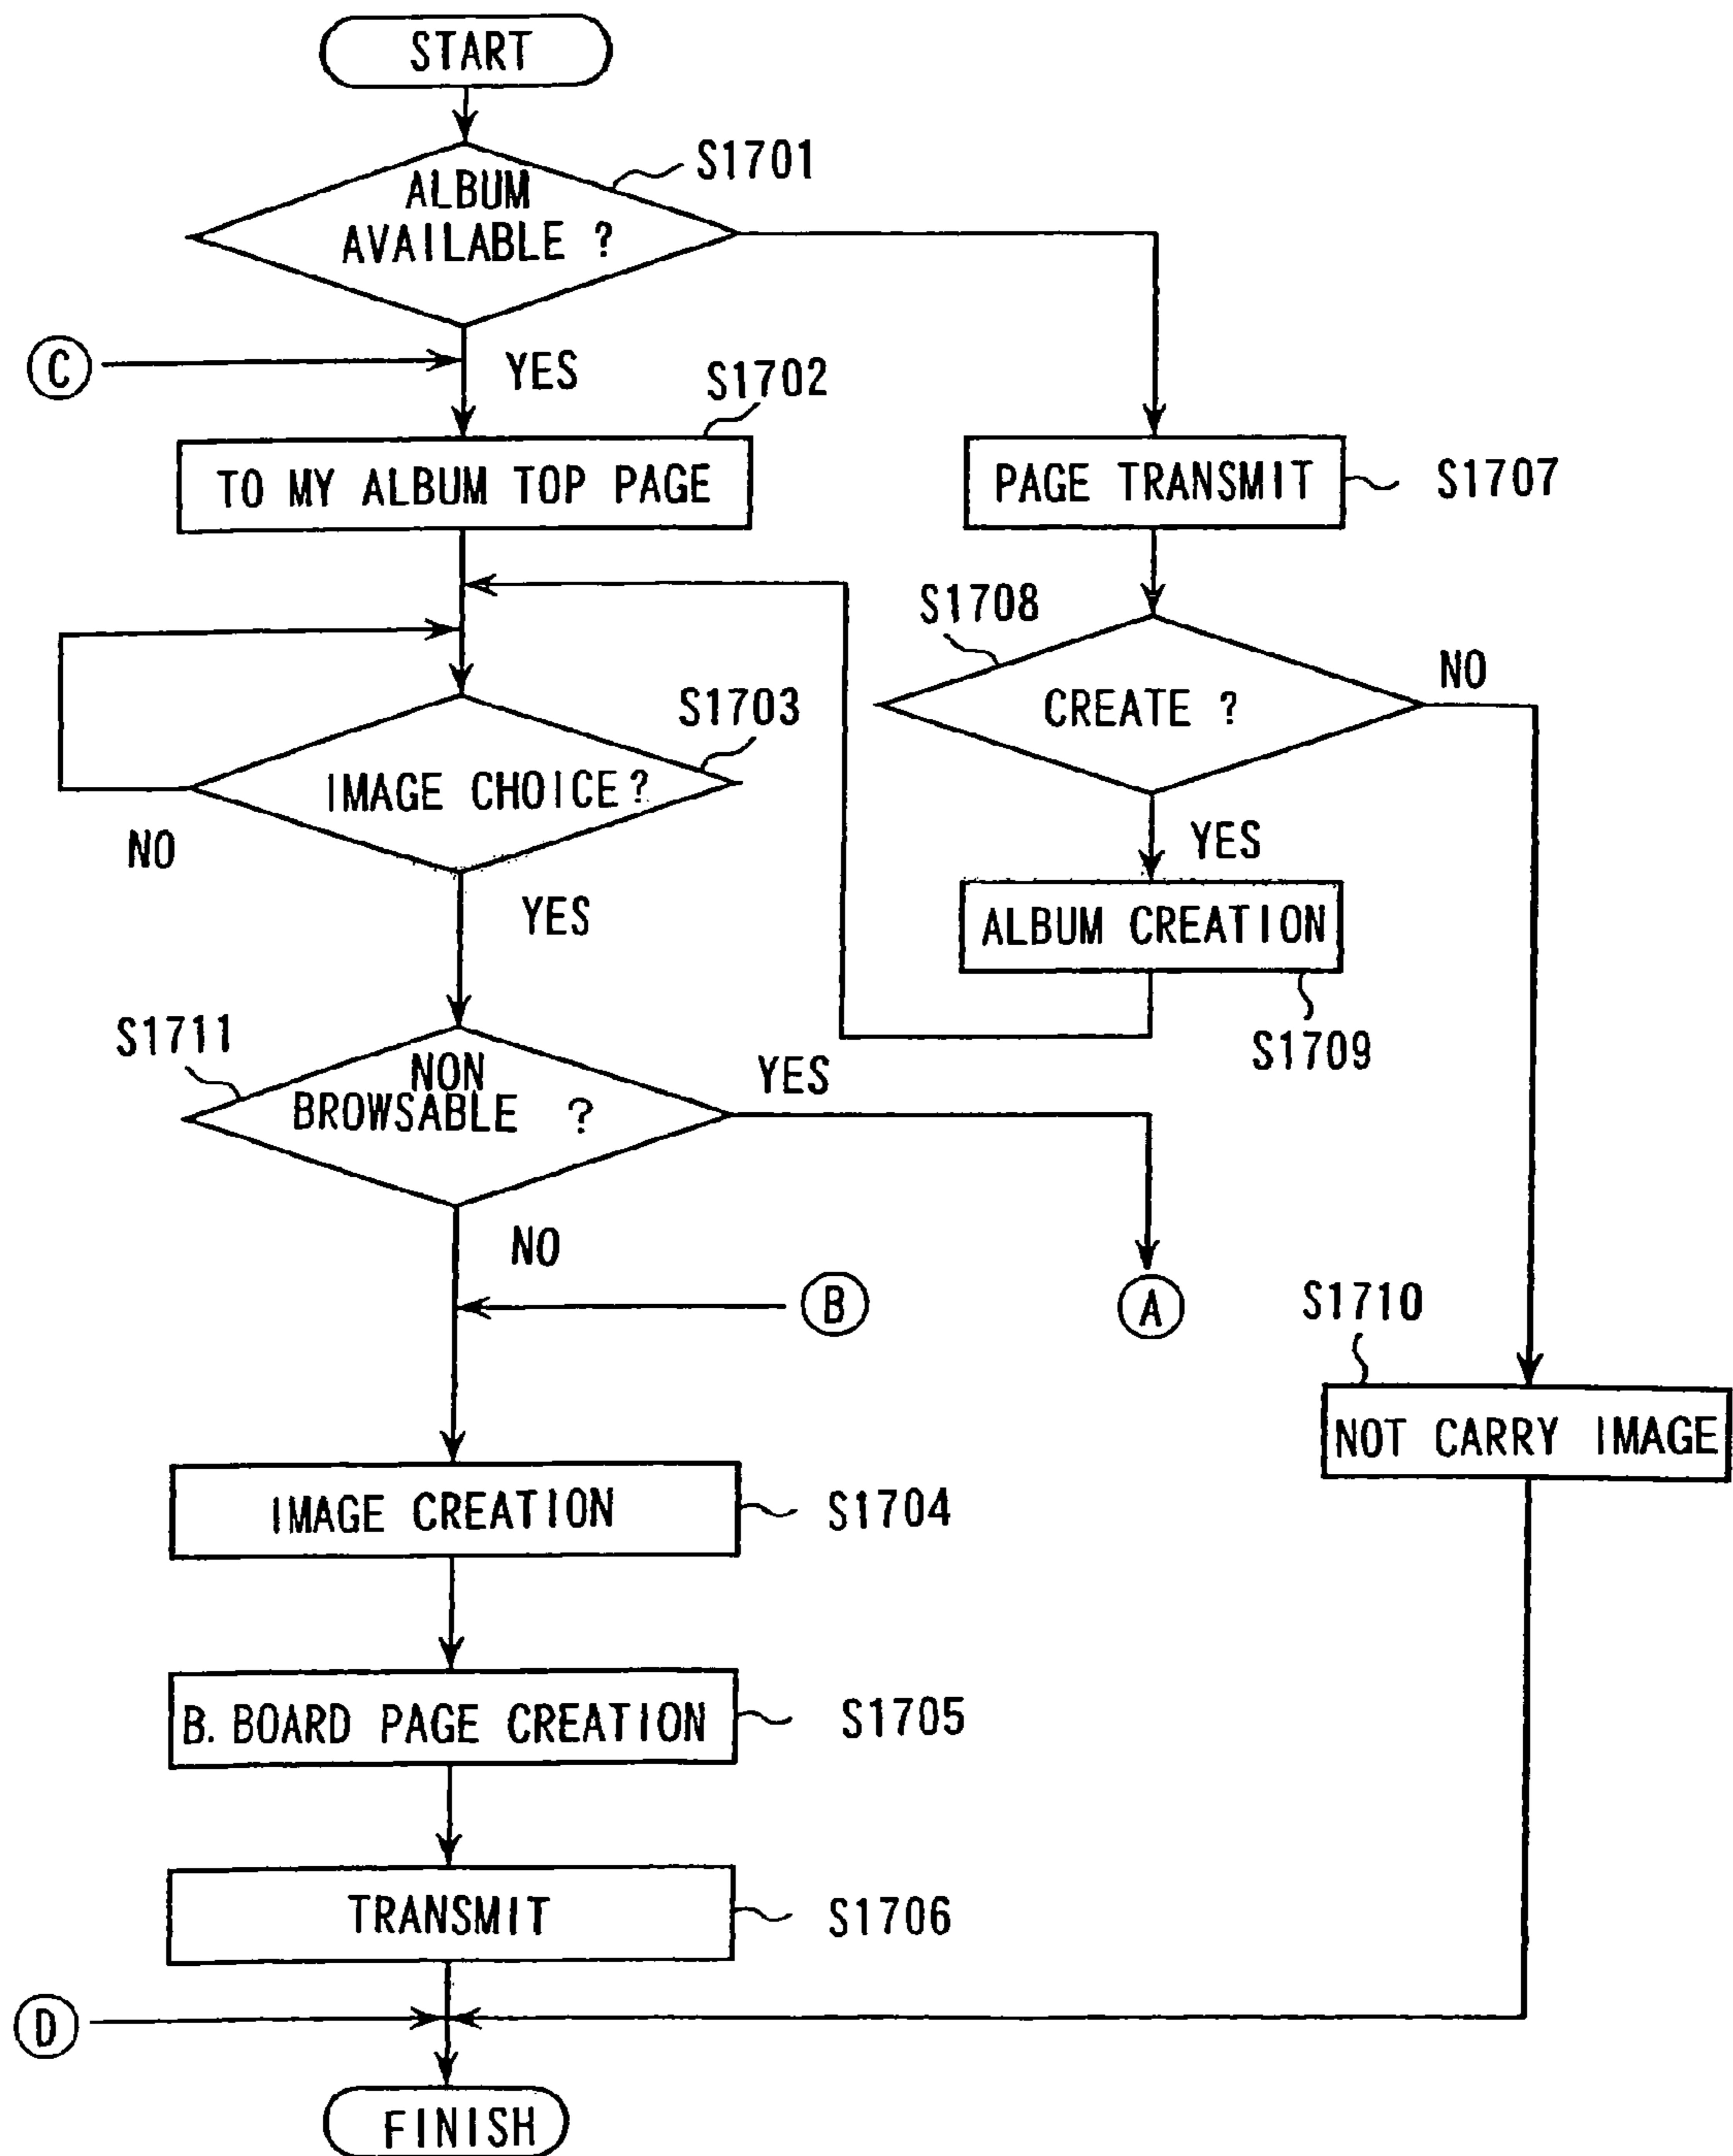 START
S1701
ALBUM
AVAILABLE ?
C
YES
S1702
TO MY ALBUM TOP PAGE
PAGE TRANSMIT
S1707
S1708
NO
CREATE ?
S1703
IMAGE CHOICE?
NO
YES
YES
ALBUM CREATION
S1709
S1711
NON
BROWSABLE ?
YES
NO
B
A
S1710
NOT CARRY IMAGE
IMAGE CREATION
S1704
B. BOARD PAGE CREATION
S1705
TRANSMIT
S1706
D
FINISH